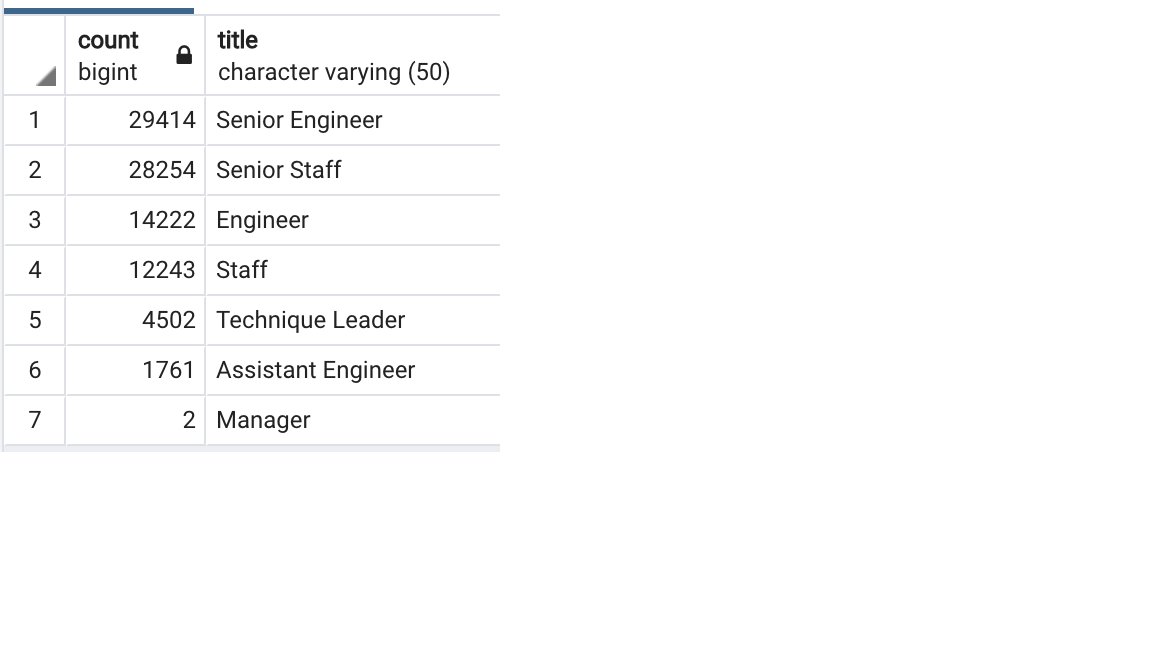 count title
bigint character varying (50)
1 29414 Senior Engineer
2 28254 Senior Staff
3 14222 Engineer
4 12243 Staff
5 4502 Technique Leader
6 1761 Assistant Engineer
7 2 Manager